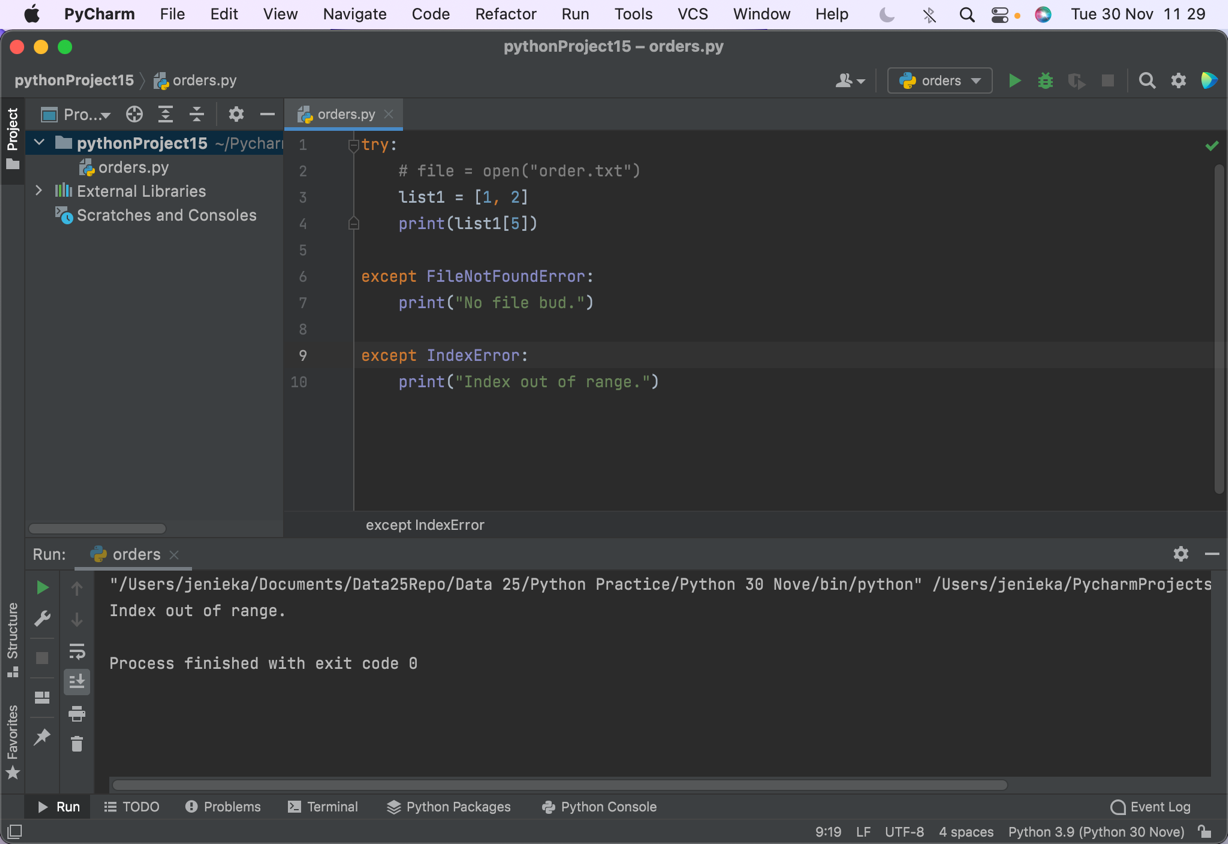 PyCharm File Edit View Navigate Code Refactor Run Tools VCS Window Help Tue 30 Nov 11 29
pythonProject15 – orders.py
pythonProject15 orders.py
orders
Project
Pro...
orders.py
pythonProject15 ~/Pychar
orders.py
External Libraries
Scratches and Consoles
1 try:
2 # file = open("order.txt")
3 list1 = [1, 2]
4 print(list1[5])
5
6 except FileNotFoundError:
7 print("No file bud.")
8
9 except IndexError:
10 print("Index out of range.")
except IndexError
Run: orders
"/Users/jenieka/Documents/Data25Repo/Data 25/Python Practice/Python 30 Nove/bin/python" /Users/jenieka/PycharmProjects
Index out of range.
Process finished with exit code 0
Structure
Favorites
Run TODO Problems Terminal Python Packages Python Console Event Log
9:19 LF UTF-8 4 spaces Python 3.9 (Python 30 Nove)